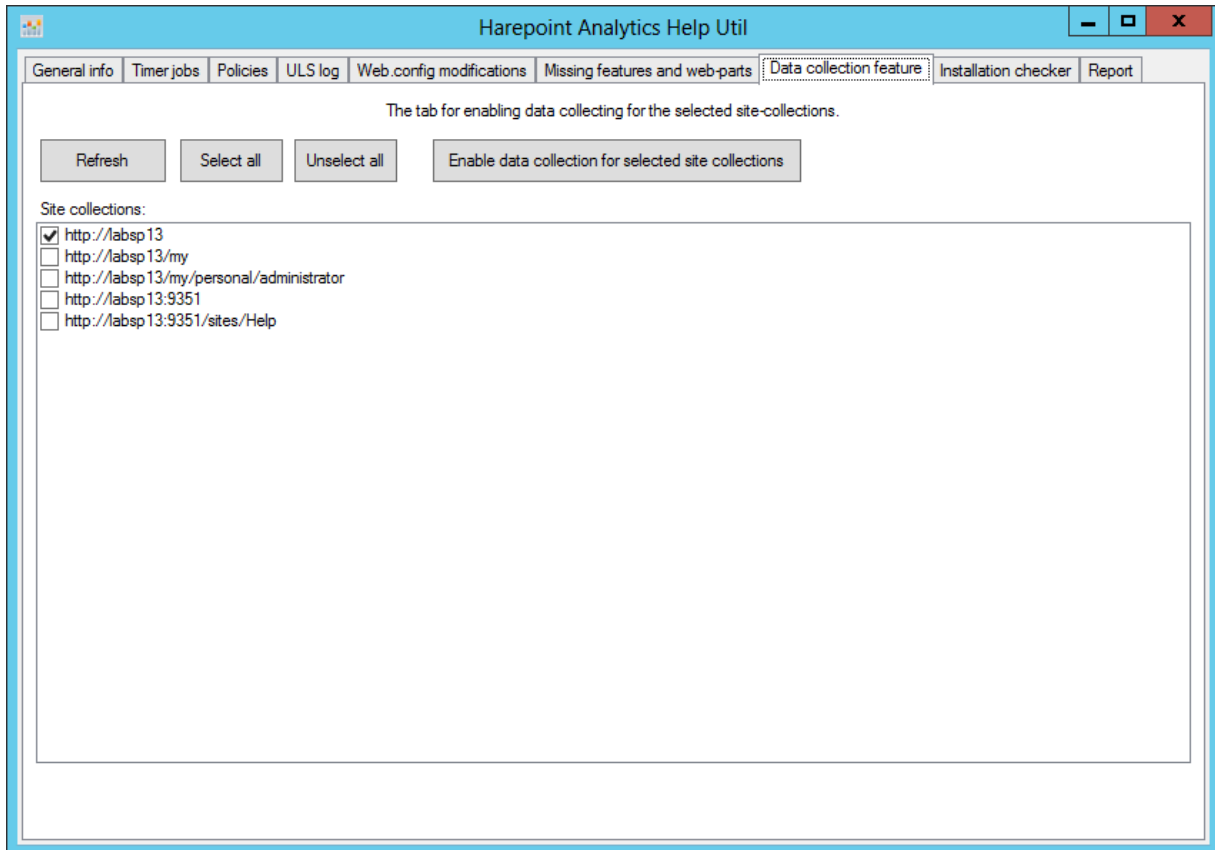 Harepoint Analytics Help Util
General info Timer jobs Policies ULS log Web.config modifications Missing features and web-parts Data collection feature Installation checker Report
The tab for enabling data collecting for the selected site-collections.
Refresh Select all Unselect all Enable data collection for selected site collections
Site collections:
http://labsp13
http://labsp13/my
http://labsp13/my/personal/administrator
http://labsp13:9351
http://labsp13:9351/sites/Help